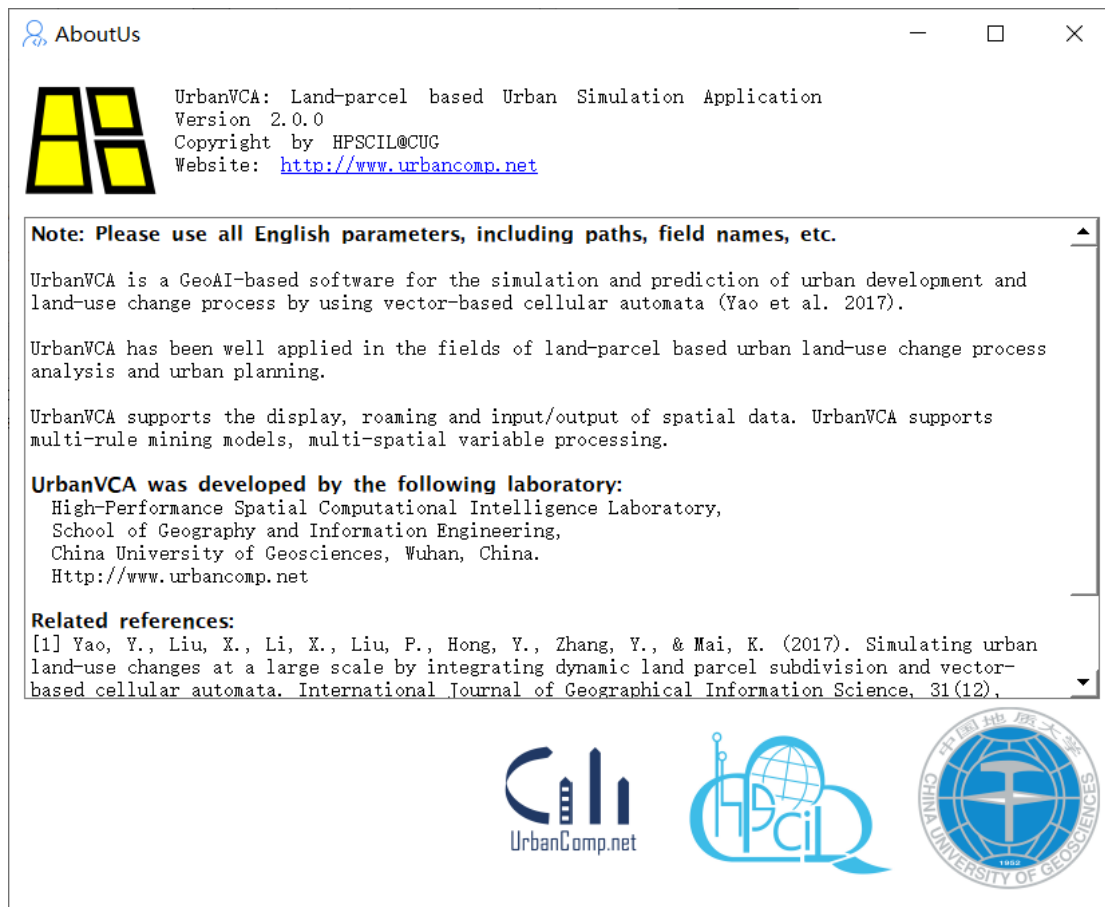 AboutUs
UrbanVCA: Land-parcel based Urban Simulation Application
Version 2.0.0
Copyright by HPSCIL@CUG
Website: http://www.urbancomp.net
Note: Please use all English parameters, including paths, field names, etc.
UrbanVCA is a GeoAI-based software for the simulation and prediction of urban development and
land-use change process by using vector-based cellular automata (Yao et al. 2017).
UrbanVCA has been well applied in the fields of land-parcel based urban land-use change process
analysis and urban planning.
UrbanVCA supports the display, roaming and input/output of spatial data. UrbanVCA supports
multi-rule mining models, multi-spatial variable processing.
UrbanVCA was developed by the following laboratory:
High-Performance Spatial Computational Intelligence Laboratory,
School of Geography and Information Engineering,
China University of Geosciences, Wuhan, China.
Http://www.urbancomp.net
Related references:
[1] Yao, Y., Liu, X., Li, X., Liu, P., Hong, Y., Zhang, Y., & Mai, K. (2017). Simulating urban
land-use changes at a large scale by integrating dynamic land parcel subdivision and vector-
based cellular automata. International Journal of Geographical Information Science, 31(12),
UrbanComp.net
HPSCIL
中国地质大学
CHINA UNIVERSITY OF GEOSCIENCES
1952